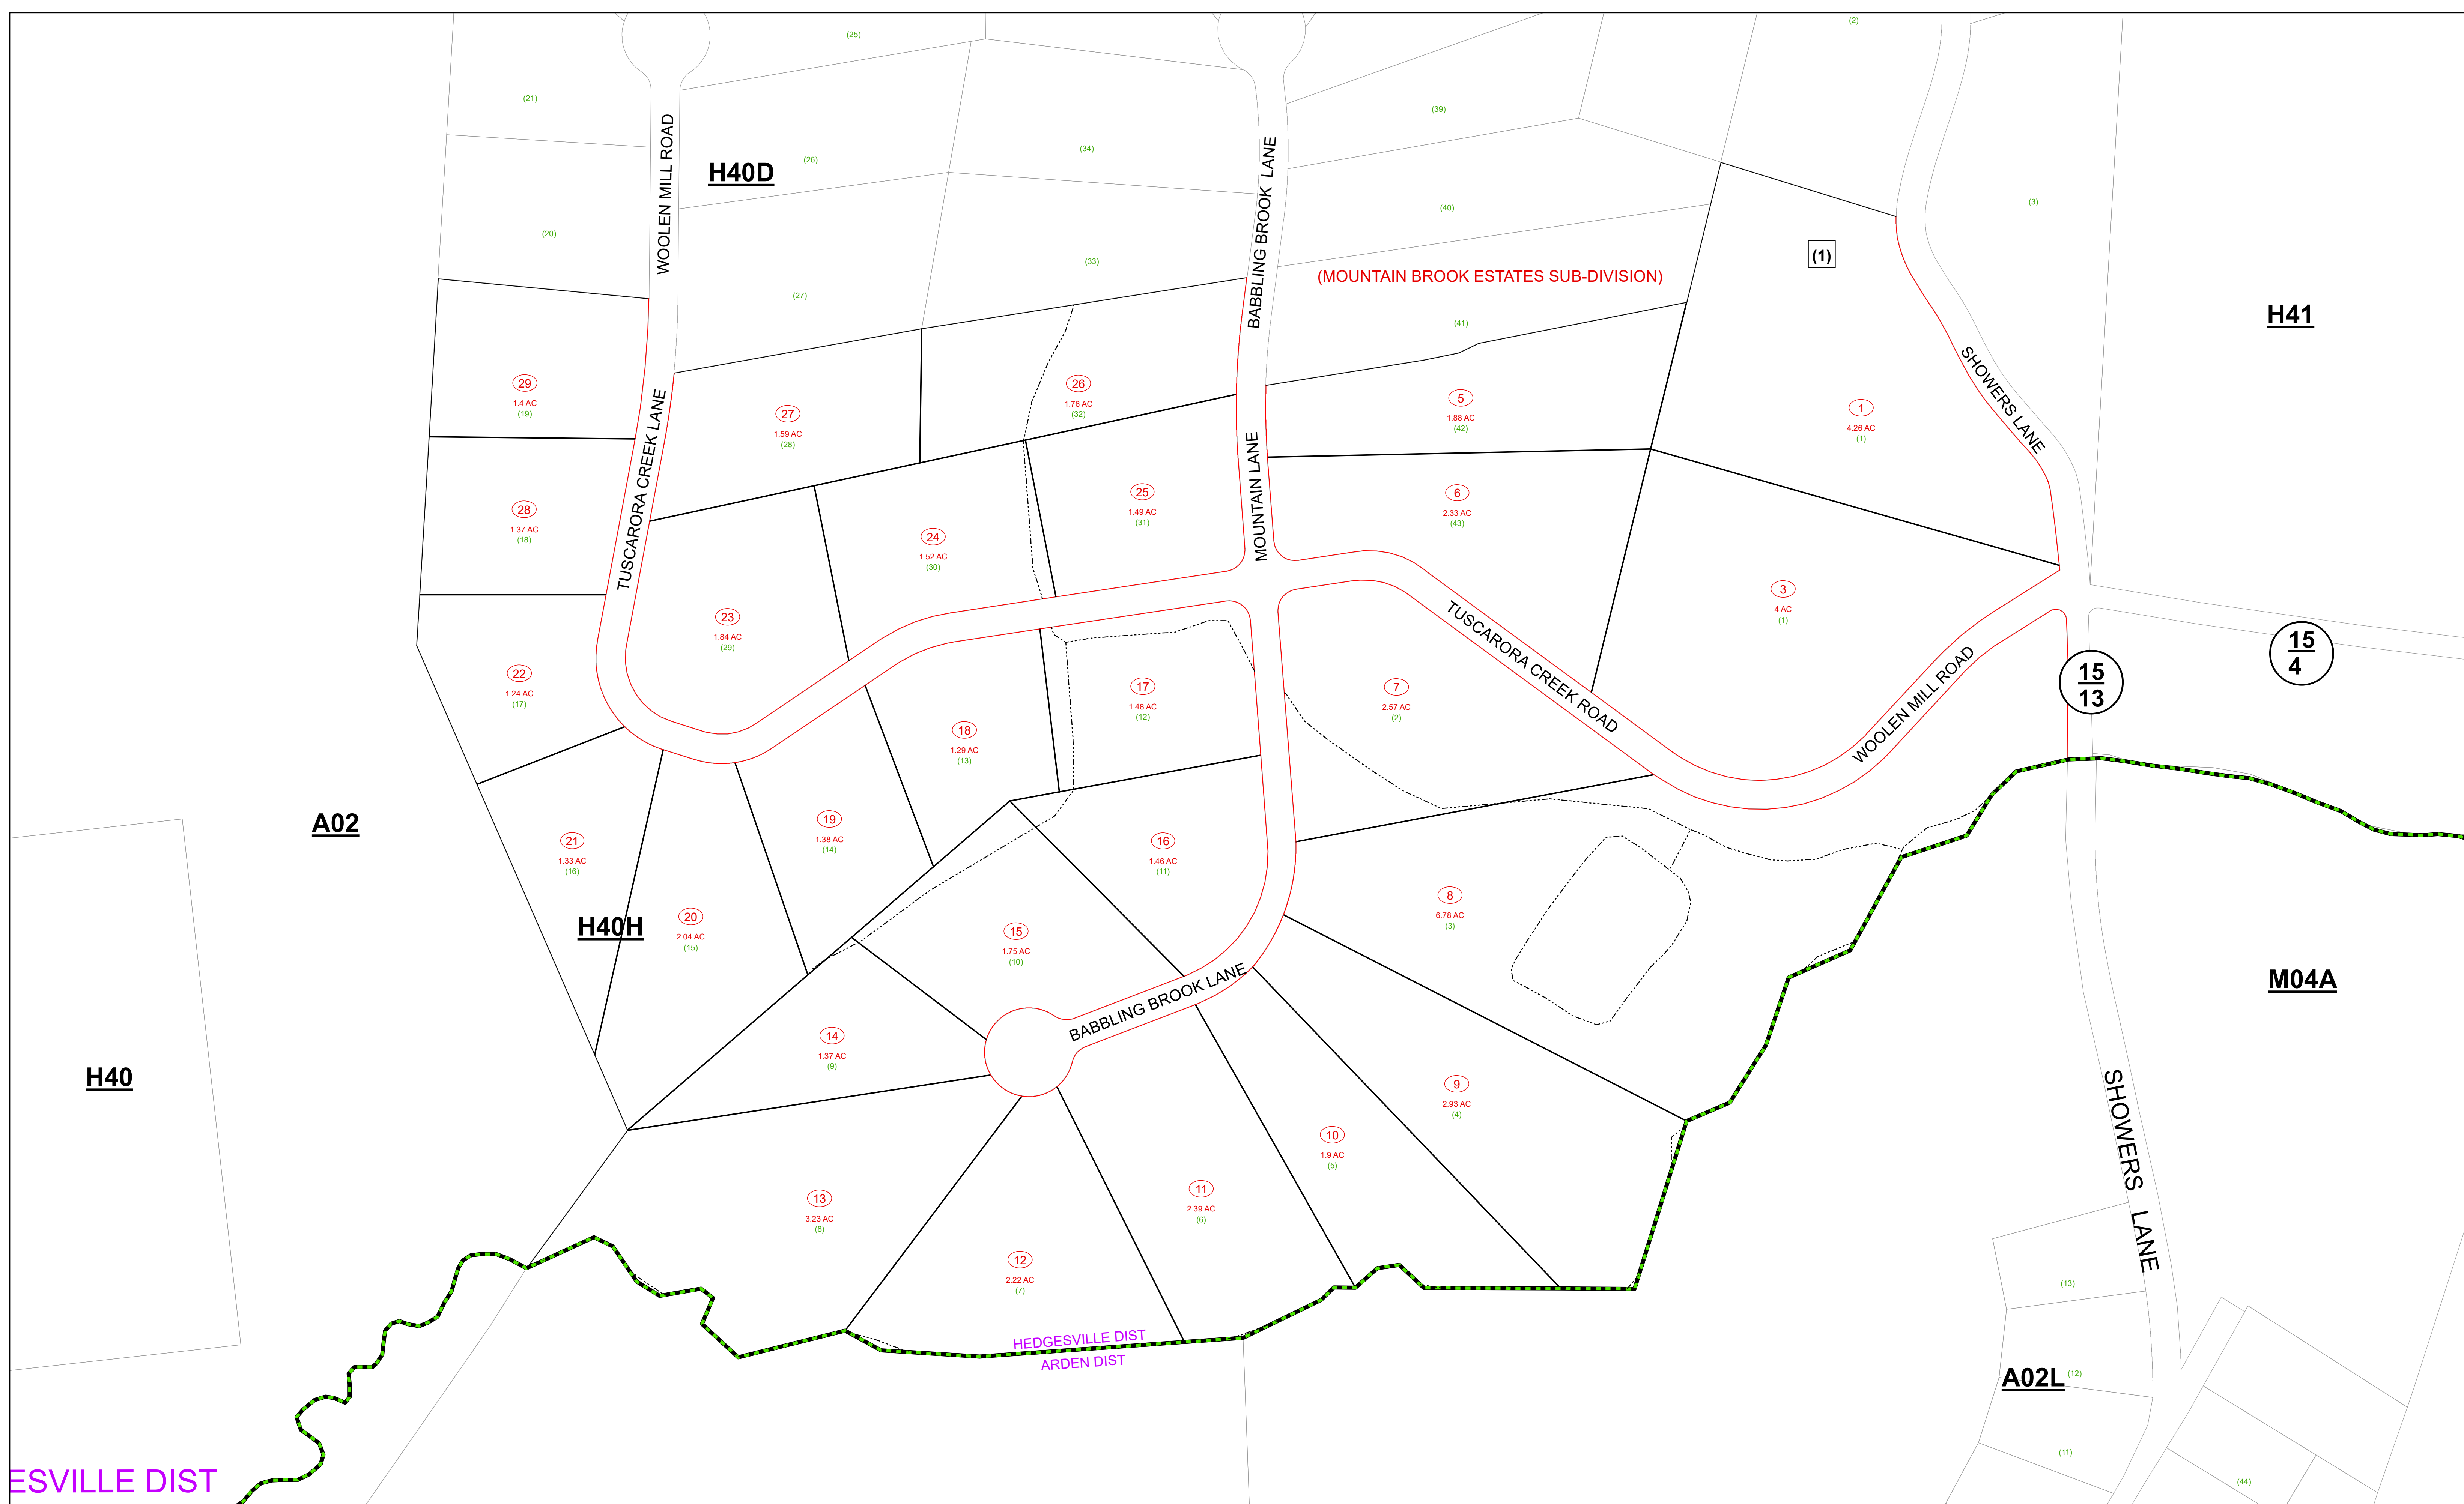 (2)
(25)
(21)
(39)
(34)
(26)
WOOLEN MILL ROAD
H40D
BABBLING BROOK LANE
(3)
(40)
(20)
(1)
(33)
(MOUNTAIN BROOK ESTATES SUB-DIVISION)
(27)
H41
(41)
SHOWERS LANE
29
1.4 AC
(19)
26
1.76 AC
(32)
5
1.88 AC
(42)
1
4.26 AC
(1)
27
1.59 AC
(28)
TUSCARORA CREEK LANE
MOUNTAIN LANE
25
1.49 AC
(31)
6
2.33 AC
(43)
28
1.37 AC
(18)
24
1.52 AC
(30)
3
4 AC
(1)
23
1.84 AC
(29)
TUSCARORA CREEK ROAD
WOOLEN MILL ROAD
15
4
15
13
22
1.24 AC
(17)
17
1.48 AC
(12)
7
2.57 AC
(2)
18
1.29 AC
(13)
A02
19
1.38 AC
(14)
21
1.33 AC
(16)
16
1.46 AC
(11)
8
6.78 AC
(3)
H40H
20
2.04 AC
(15)
15
1.75 AC
(10)
M04A
BABBLING BROOK LANE
14
1.37 AC
(9)
H40
9
2.93 AC
(4)
10
1.9 AC
(5)
SHOWERS LANE
11
2.39 AC
(6)
13
3.23 AC
(8)
12
2.22 AC
(7)
(13)
HEDGESVILLE DIST
ARDEN DIST
A02L
(12)
(11)
ESVILLE DIST
(44)